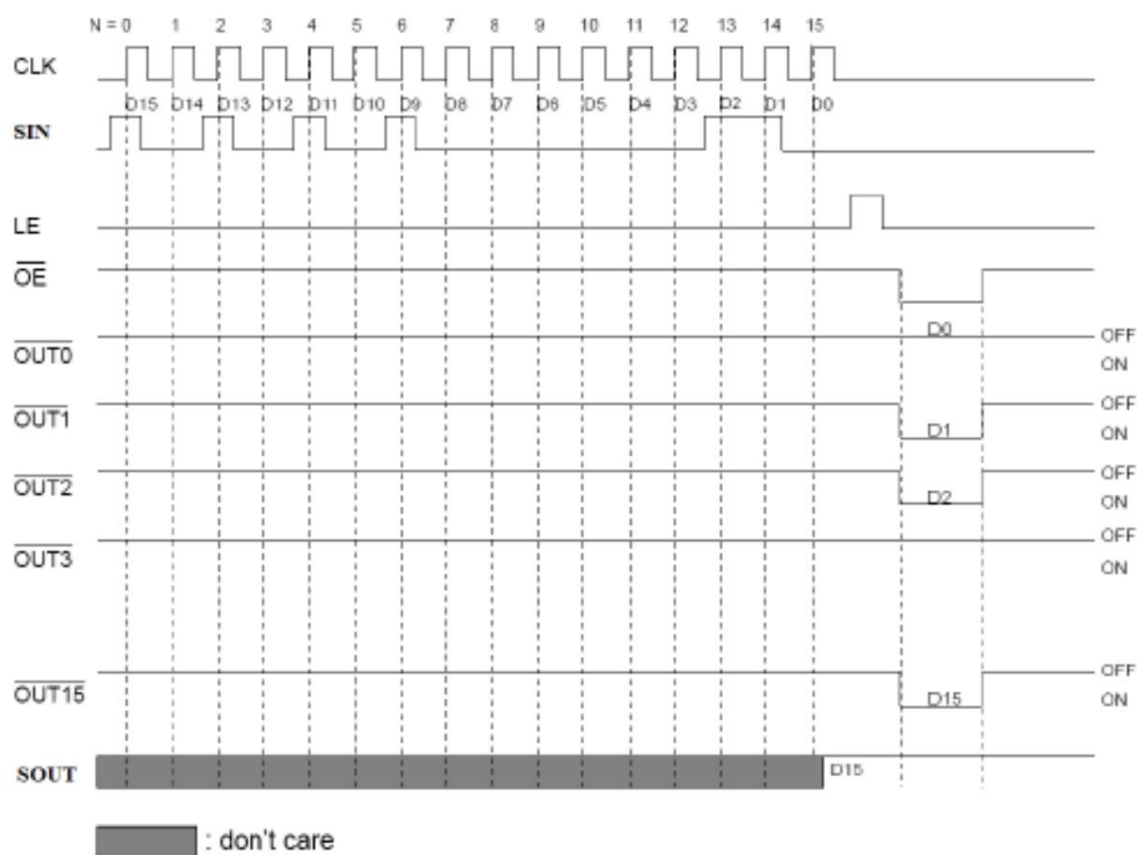 N = 0 1 2 3 4 5 6 7 8 9 10 11 12 13 14 15
CLK
D15 D14 D13 D12 D11 D10 D9 D8 D7 D6 D5 D4 D3 D2 D1 D0
SIN
LE
OE
D0
OFF
OUT0
ON
OFF
OUT1
D1
ON
OFF
OUT2
D2
ON
OFF
OUT3
ON
OFF
OUT15
D15
ON
SOUT
D15
: don't care